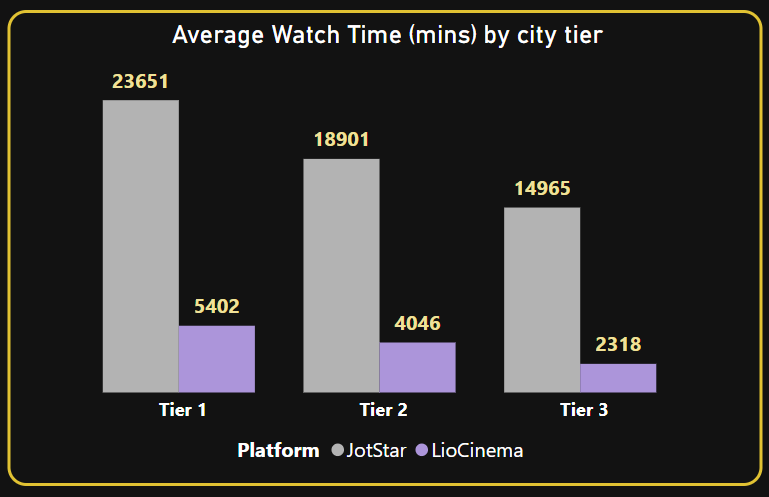 Average Watch Time (mins) by city tier
23651
18901
14965
5402
4046
2318
Tier 1 Tier 2 Tier 3
Platform JotStar LioCinema